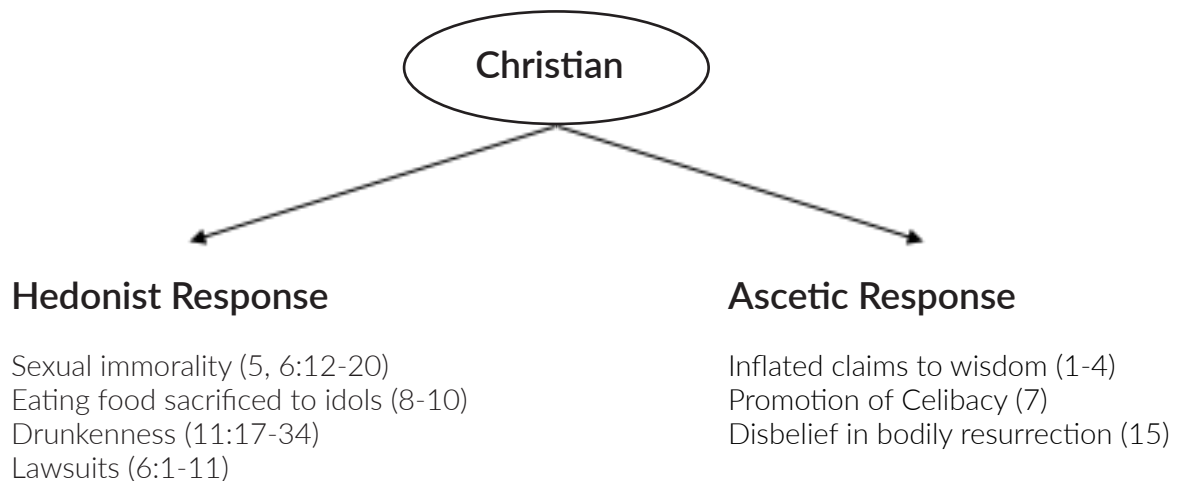 Christian
Hedonist Response
Sexual immorality (5, 6:12-20)
Eating food sacrificed to idols (8-10)
Drunkenness (11:17-34)
Lawsuits (6:1-11)
Ascetic Response
Inflated claims to wisdom (1-4)
Promotion of Celibacy (7)
Disbelief in bodily resurrection (15)